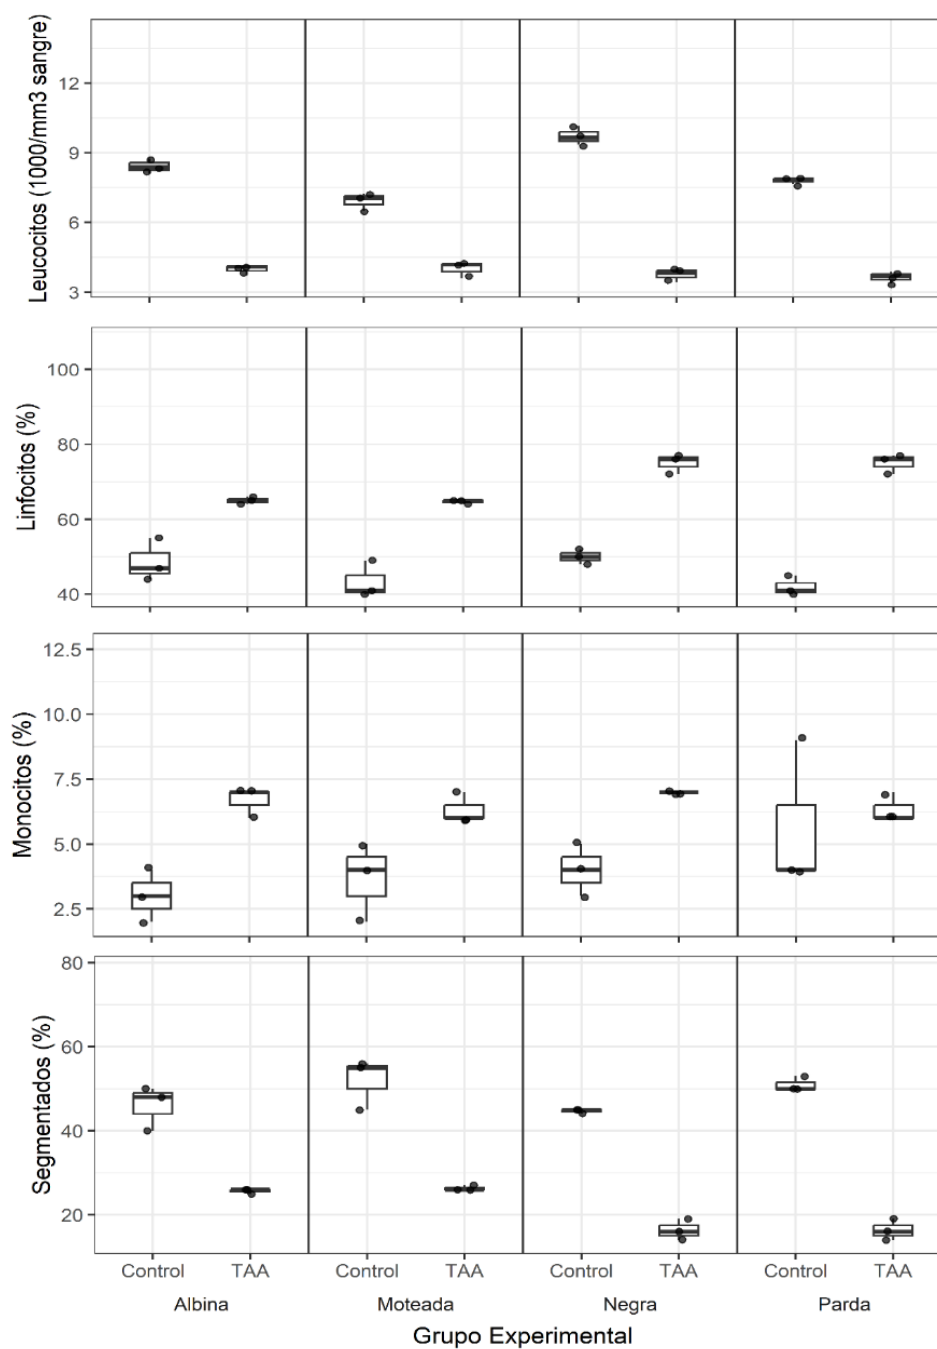 Leucocitos (1000/mm3 sangre)
12
9
6
3
Linfocitos (%)
100
80
60
40
Monocitos (%)
12.5
10.0
7.5
5.0
2.5
Segmentados (%)
80
60
40
20
Control TAA Control TAA Control TAA Control TAA
Albina Moteada Negra Parda
Grupo Experimental